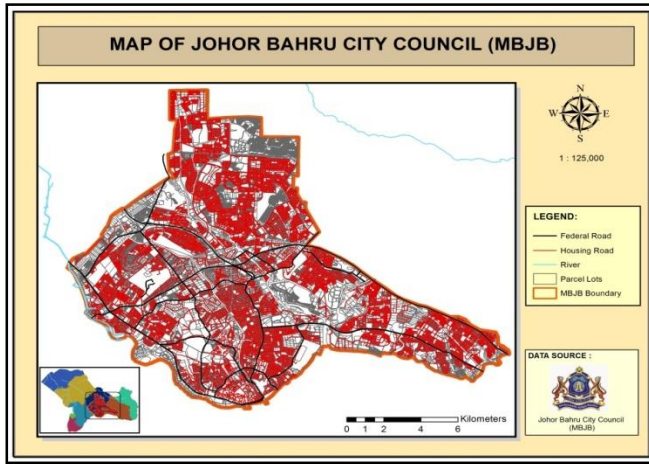 MAP OF JOHOR BAHRU CITY COUNCIL (MBJB)
N
W E
S
1 : 125,000
LEGEND:
Federal Road
Housing Road
River
Parcel Lots
MBJB Boundary
DATA SOURCE :
Johor Bahru City Council
(MBJB)
Kilometers
0 1 2 4 6